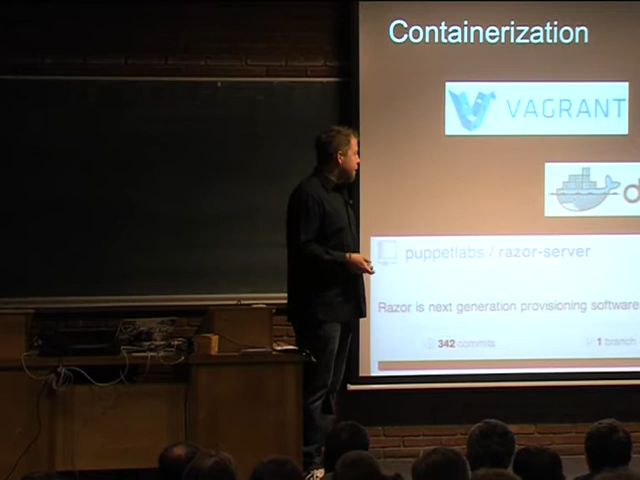 Containerization
VAGRANT
d
puppetlabs / razor-server
Razor is next generation provisioning software
342 commits
1 branch